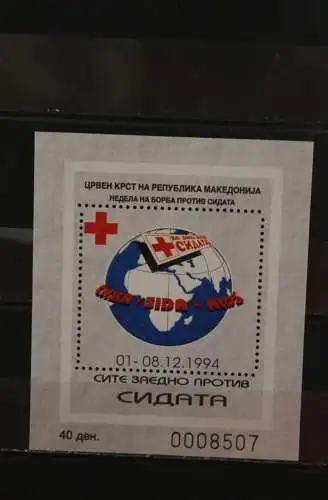 ЦРВЕН КРСТ НА РЕПУБЛИКА МАКЕДОНИЈА
НЕДЕЛА НА БОРБА ПРОТИВ СИДАТА
СИДАТА
СИДА - SIDA - AIDS
01-08.12.1994
СИТЕ ЗАЕДНО ПРОТИВ
СИДАТА
40 ден.
0008507